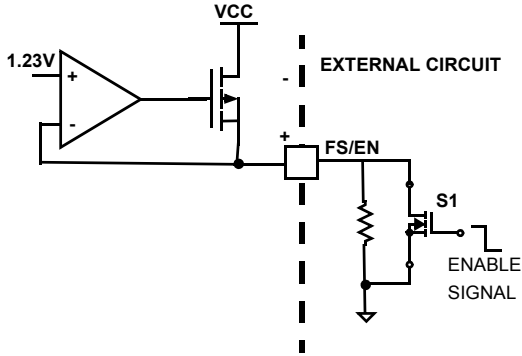 VCC
1.23V
+
-
-
EXTERNAL CIRCUIT
+
FS/EN
S1
ENABLE
SIGNAL